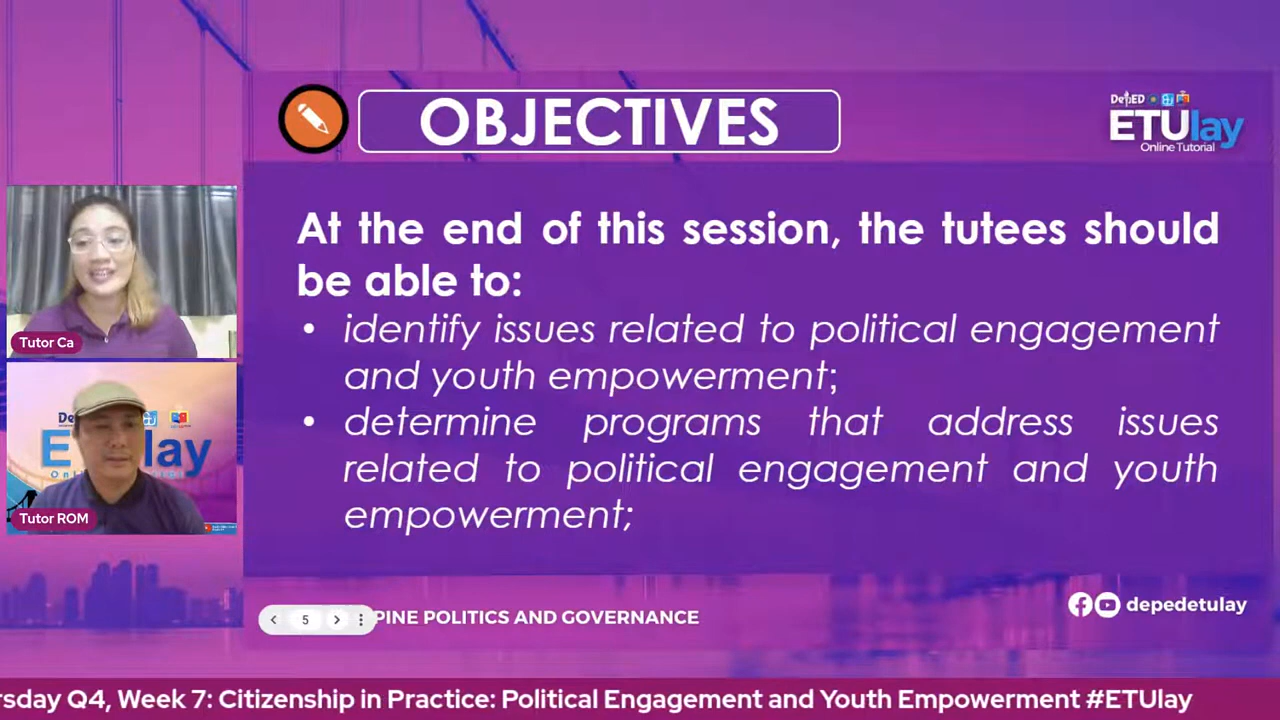 OBJECTIVES
DepED
ETUlay
Online Tutorial
At the end of this session, the tutees should
be able to:
• identify issues related to political engagement
and youth empowerment;
• determine programs that address issues
related to political engagement and youth
empowerment;
Tutor Ca
Tutor ROM
5
PINE POLITICS AND GOVERNANCE
depedetulay
rsday Q4, Week 7: Citizenship in Practice: Political Engagement and Youth Empowerment #ETUlay